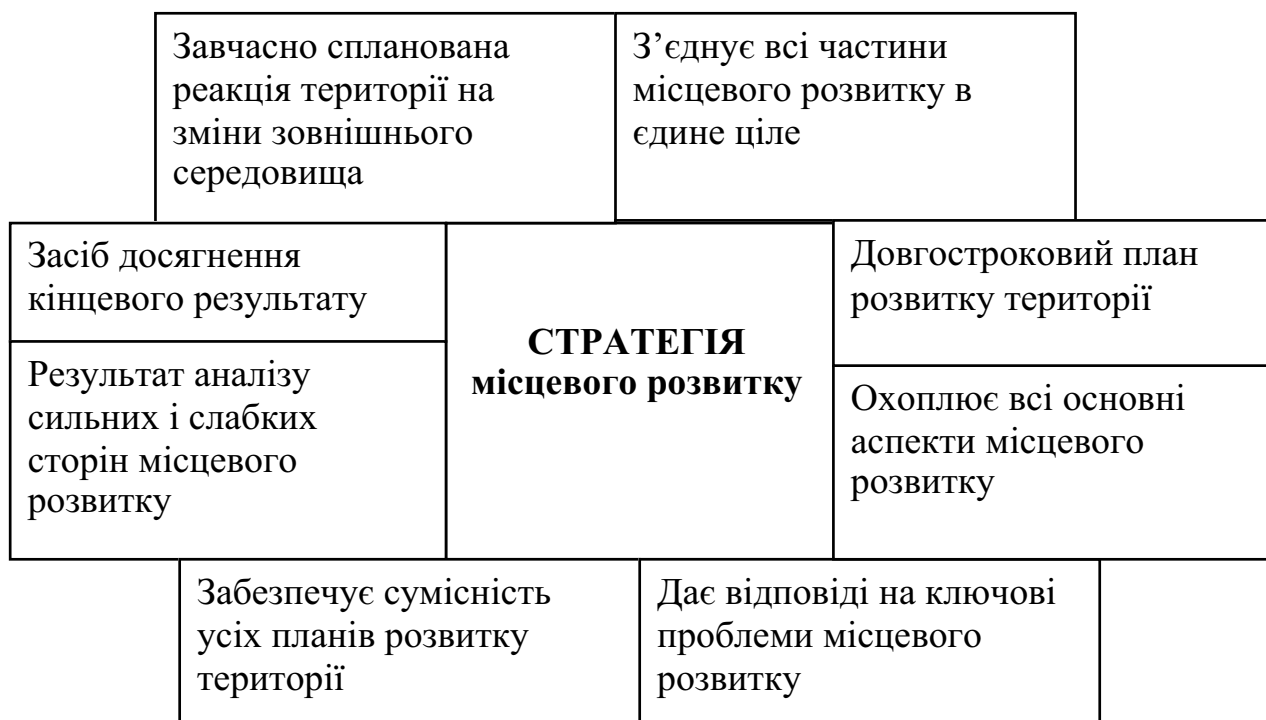 Завчасно спланована
реакція території на
зміни зовнішнього
середовища
З’єднує всі частини
місцевого розвитку в
єдине ціле
Засіб досягнення
кінцевого результату
Результат аналізу
сильних і слабких
сторін місцевого
розвитку
СТРАТЕГІЯ
місцевого розвитку
Довгостроковий план
розвитку території
Охоплює всі основні
аспекти місцевого
розвитку
Забезпечує сумісність
усіх планів розвитку
території
Дає відповіді на ключові
проблеми місцевого
розвитку